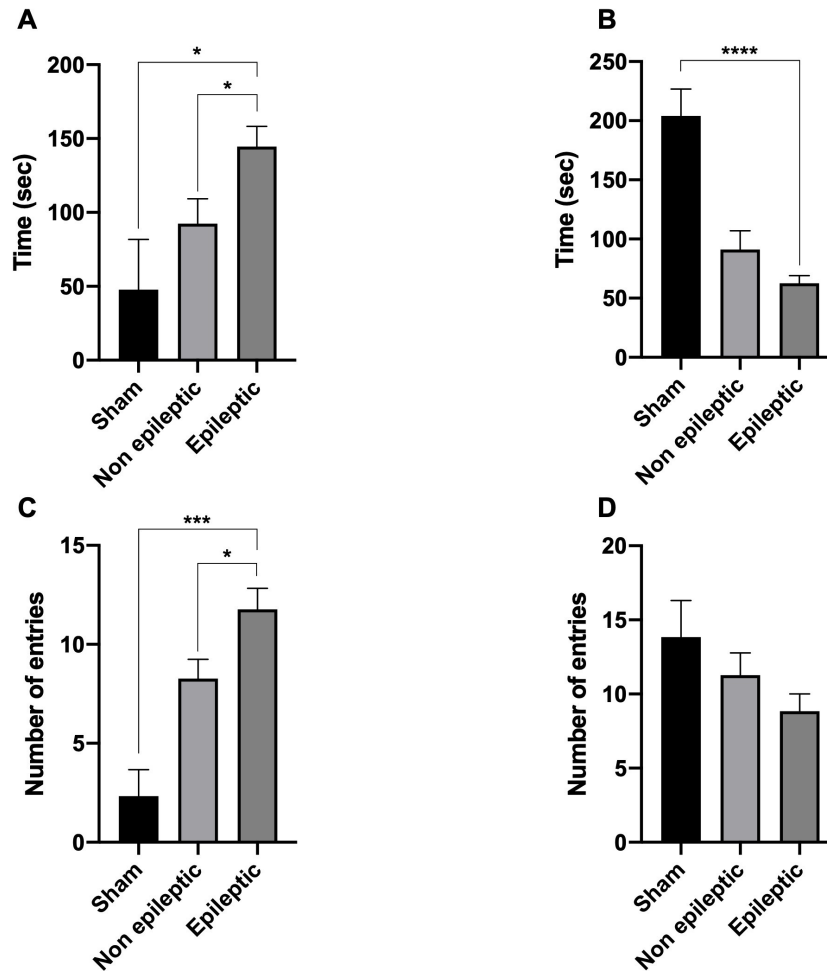 A
*
*
200
150
100
50
0
Time (sec)
Sham
Non epileptic
Epileptic
B
****
250
200
150
100
50
0
Time (sec)
Sham
Non epileptic
Epileptic
C
***
*
15
10
5
0
Number of entries
Sham
Non epileptic
Epileptic
D
20
15
10
5
0
Number of entries
Sham
Non epileptic
Epileptic